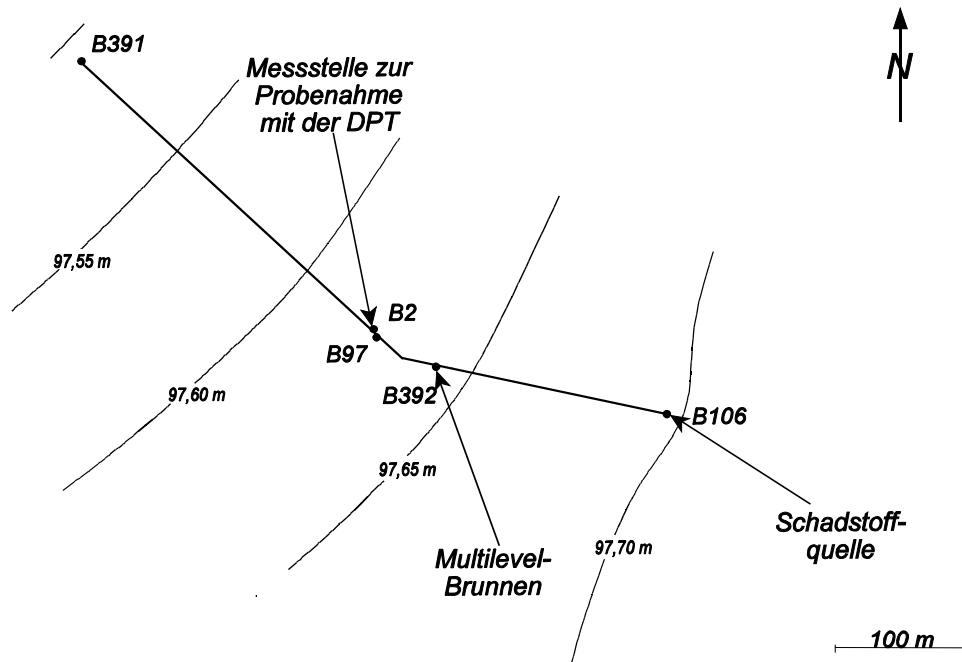 B391
Messstelle zur
Probenahme
mit der DPT
N
97,55 m
B2
B97
97,60 m
B392
B106
97,65 m
Schadstoff-
quelle
97,70 m
Multilevel-
Brunnen
100 m